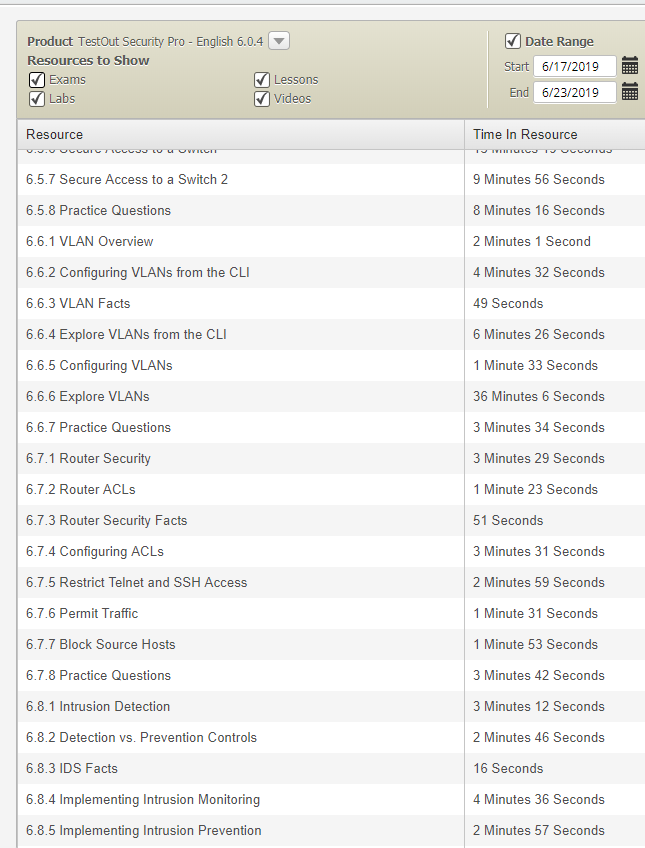 Product TestOut Security Pro - English 6.0.4
Date Range
Resources to Show
Start 6/17/2019
Exams
Lessons
End 6/23/2019
Labs
Videos
Resource Time In Resource
6.5.6 Secure Access to a Switch Minutes Seconds
6.5.7 Secure Access to a Switch 2 9 Minutes 56 Seconds
6.5.8 Practice Questions 8 Minutes 16 Seconds
6.6.1 VLAN Overview 2 Minutes 1 Second
6.6.2 Configuring VLANs from the CLI 4 Minutes 32 Seconds
6.6.3 VLAN Facts 49 Seconds
6.6.4 Explore VLANs from the CLI 6 Minutes 26 Seconds
6.6.5 Configuring VLANs 1 Minute 33 Seconds
6.6.6 Explore VLANs 36 Minutes 6 Seconds
6.6.7 Practice Questions 3 Minutes 34 Seconds
6.7.1 Router Security 3 Minutes 29 Seconds
6.7.2 Router ACLs 1 Minute 23 Seconds
6.7.3 Router Security Facts 51 Seconds
6.7.4 Configuring ACLs 3 Minutes 31 Seconds
6.7.5 Restrict Telnet and SSH Access 2 Minutes 59 Seconds
6.7.6 Permit Traffic 1 Minute 31 Seconds
6.7.7 Block Source Hosts 1 Minute 53 Seconds
6.7.8 Practice Questions 3 Minutes 42 Seconds
6.8.1 Intrusion Detection 3 Minutes 12 Seconds
6.8.2 Detection vs. Prevention Controls 2 Minutes 46 Seconds
6.8.3 IDS Facts 16 Seconds
6.8.4 Implementing Intrusion Monitoring 4 Minutes 36 Seconds
6.8.5 Implementing Intrusion Prevention 2 Minutes 57 Seconds